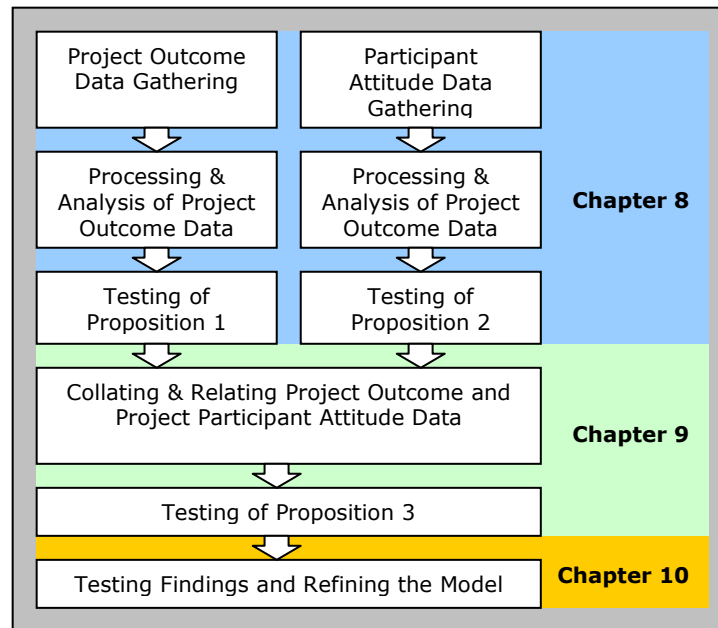 Project Outcome
Data Gathering
Participant
Attitude Data
Gathering
Processing &
Analysis of Project
Outcome Data
Processing &
Analysis of Project
Outcome Data
Chapter 8
Testing of
Proposition 1
Testing of
Proposition 2
Collating & Relating Project Outcome and
Project Participant Attitude Data
Chapter 9
Testing of Proposition 3
Testing Findings and Refining the Model
Chapter 10